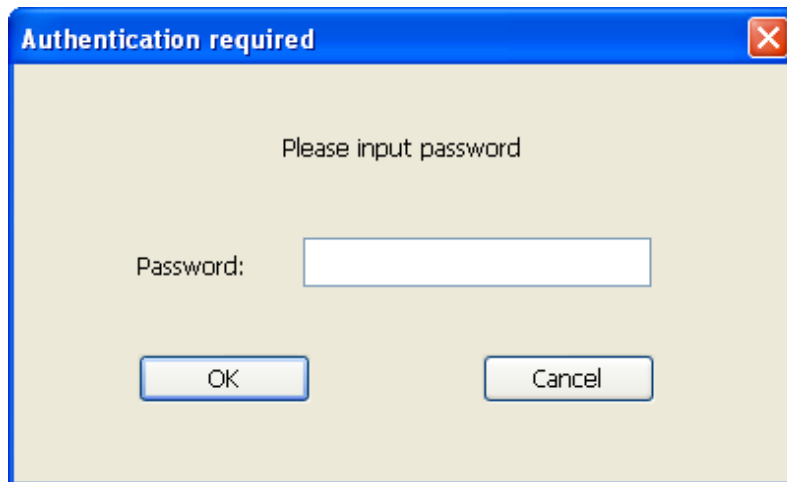 Authentication required
Please input password
Password:
OK
Cancel